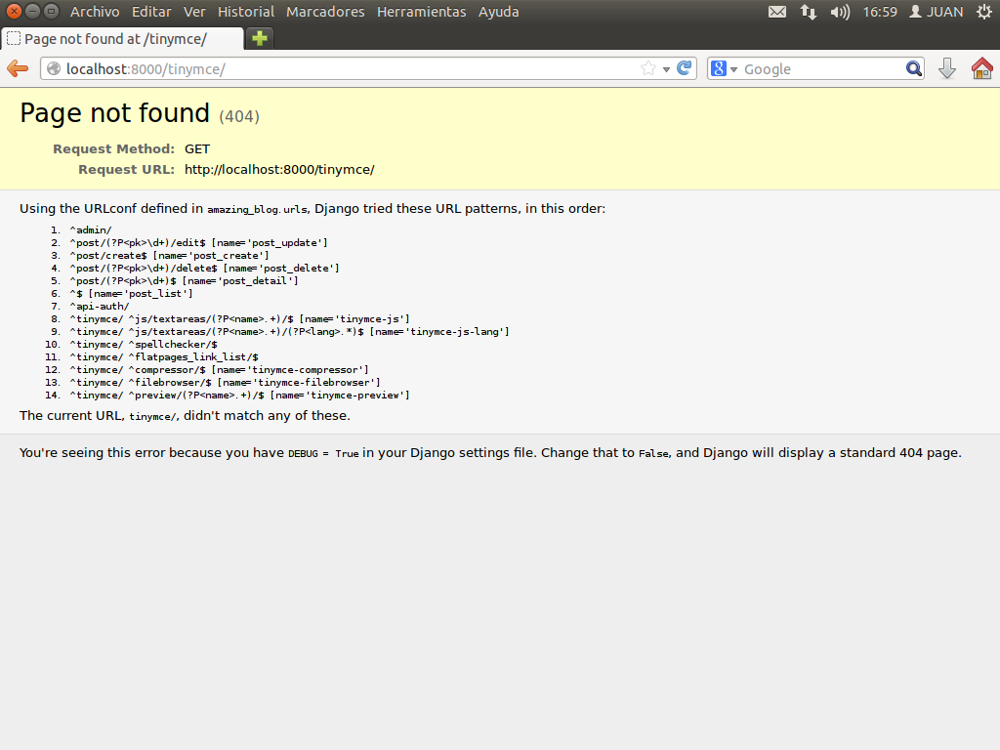 Archivo Editar Ver Historial Marcadores Herramientas Ayuda 16:59 JUAN
Page not found at /tinymce/
localhost:8000/tinymce/ Google
Page not found (404)
Request Method: GET
Request URL: http://localhost:8000/tinymce/
Using the URLconf defined in amazing_blog.urls, Django tried these URL patterns, in this order:
1. ^admin/
2. ^post/(?P<pk>\d+)/edit$ [name='post_update']
3. ^post/create$ [name='post_create']
4. ^post/(?P<pk>\d+)/delete$ [name='post_delete']
5. ^post/(?P<pk>\d+)$ [name='post_detail']
6. ^$ [name='post_list']
7. ^api-auth/
8. ^tinymce/ ^js/textareas/(?P<name>.+)/$ [name='tinymce-js']
9. ^tinymce/ ^js/textareas/(?P<name>.+)/(?P<lang>.*)$ [name='tinymce-js-lang']
10. ^tinymce/ ^spellchecker/$
11. ^tinymce/ ^flatpages_link_list/$
12. ^tinymce/ ^compressor/$ [name='tinymce-compressor']
13. ^tinymce/ ^filebrowser/$ [name='tinymce-filebrowser']
14. ^tinymce/ ^preview/(?P<name>.+)/$ [name='tinymce-preview']
The current URL, tinymce/, didn't match any of these.
You're seeing this error because you have DEBUG = True in your Django settings file. Change that to False, and Django will display a standard 404 page.